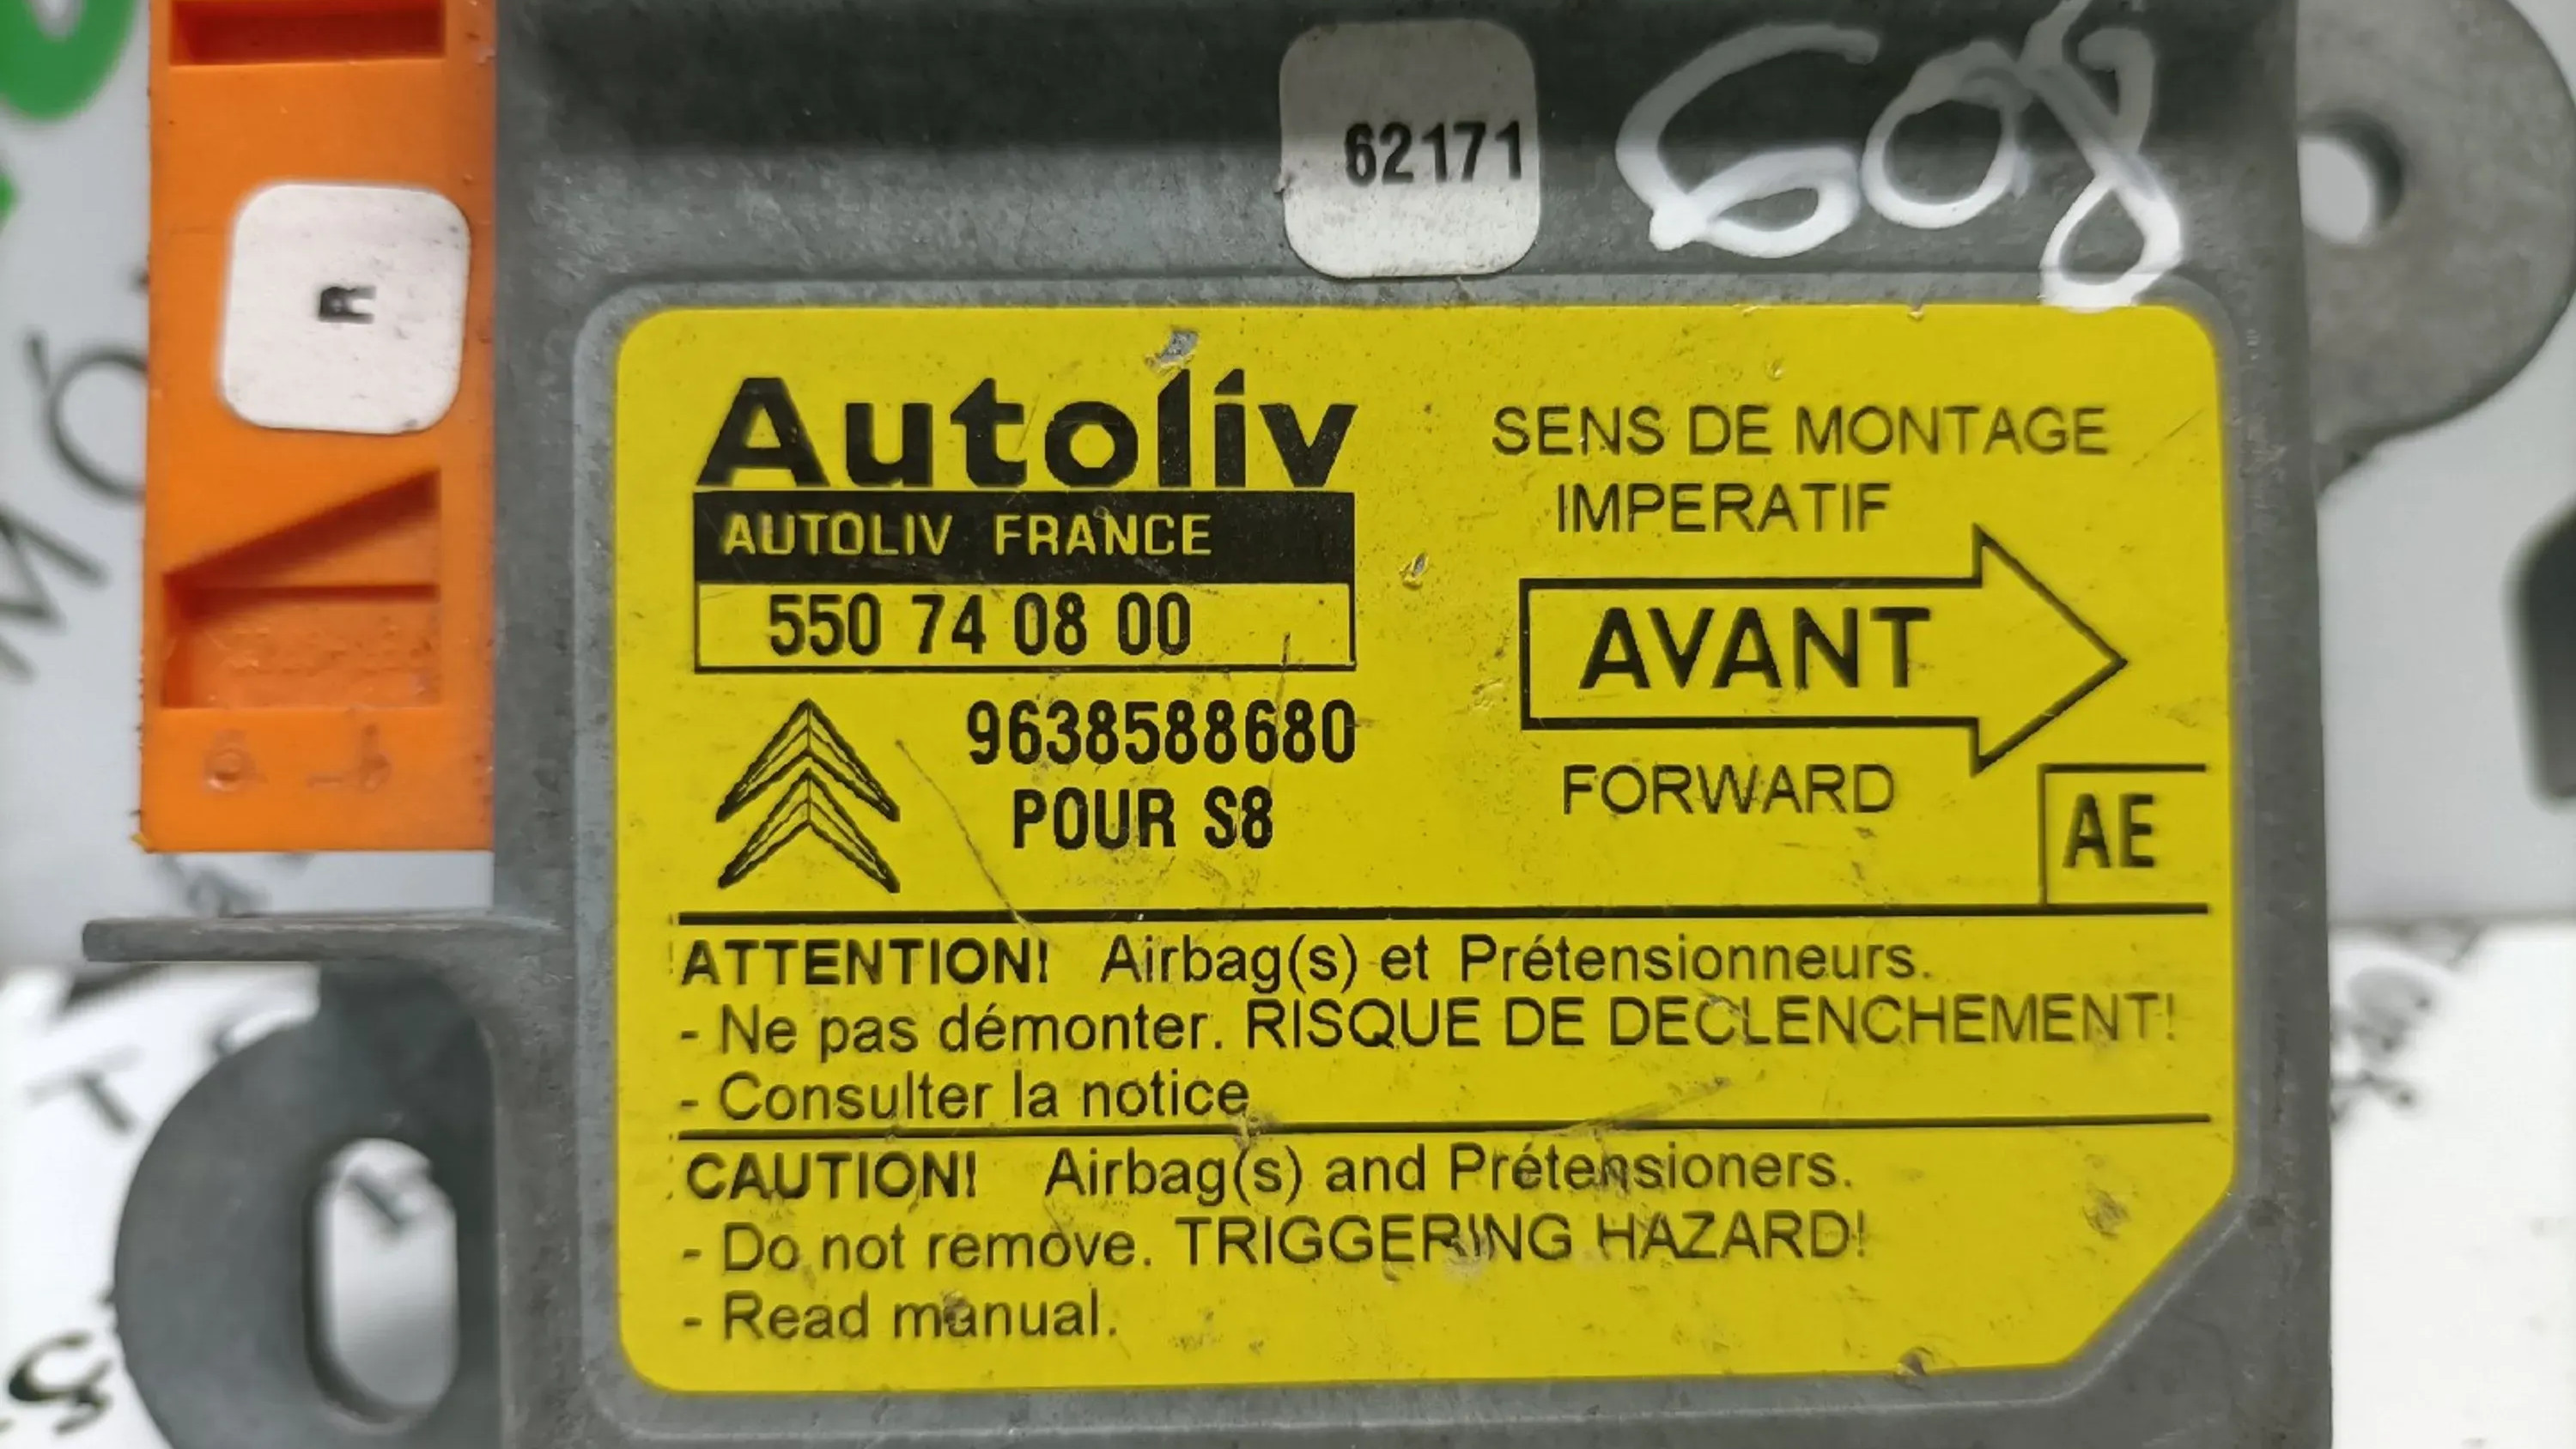 62171
608
R
Autoliv
AUTOLIV FRANCE
550 74 08 00
9638588680
POUR S8
SENS DE MONTAGE
IMPERATIF
AVANT
FORWARD
AE
ATTENTION! Airbag(s) et Prétensionneurs.
- Ne pas démonter. RISQUE DE DECLENCHEMENT!
- Consulter la notice
CAUTION! Airbag(s) and Prétensioners.
- Do not remove. TRIGGERING HAZARD!
- Read manual.